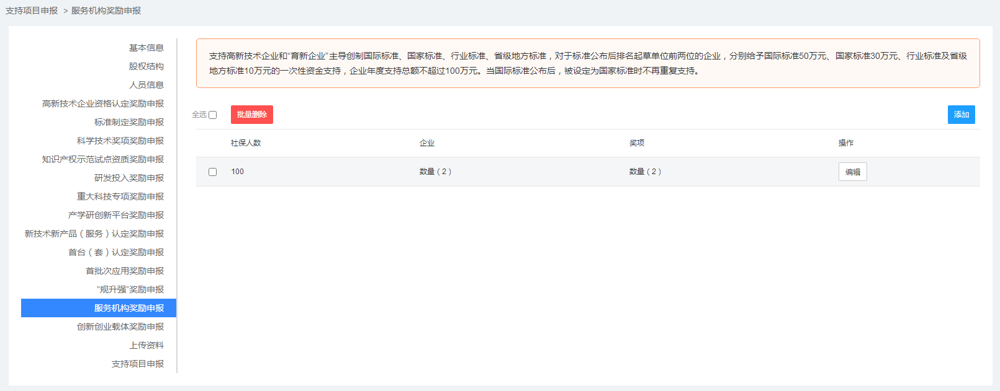 支持项目申报 > 服务机构奖励申报
基本信息
股权结构
人员信息
高新技术企业资格认定奖励申报
标准制定奖励申报
科学技术奖项奖励申报
知识产权示范试点资质奖励申报
研发投入奖励申报
重大科技专项奖励申报
产学研创新平台奖励申报
新技术新产品（服务）认定奖励申报
首台（套）认定奖励申报
首批次应用奖励申报
”规升强”奖励申报
服务机构奖励申报
创新创业载体奖励申报
上传资料
支持项目申报
支持高新技术企业和“育新企业”主导创制国际标准、国家标准、行业标准、省级地方标准，对于标准公布后排名起草单位前两位的企业，分别给予国际标准50万元、国家标准30万元、行业标准及省级
地方标准10万元的一次性资金支持，企业年度支持总额不超过100万元。当国际标准公布后，被设定为国家标准时不再重复支持。
全选 批量删除 添加
社保人数 企业 奖项 操作
100 数量（2） 数量（2） 编辑